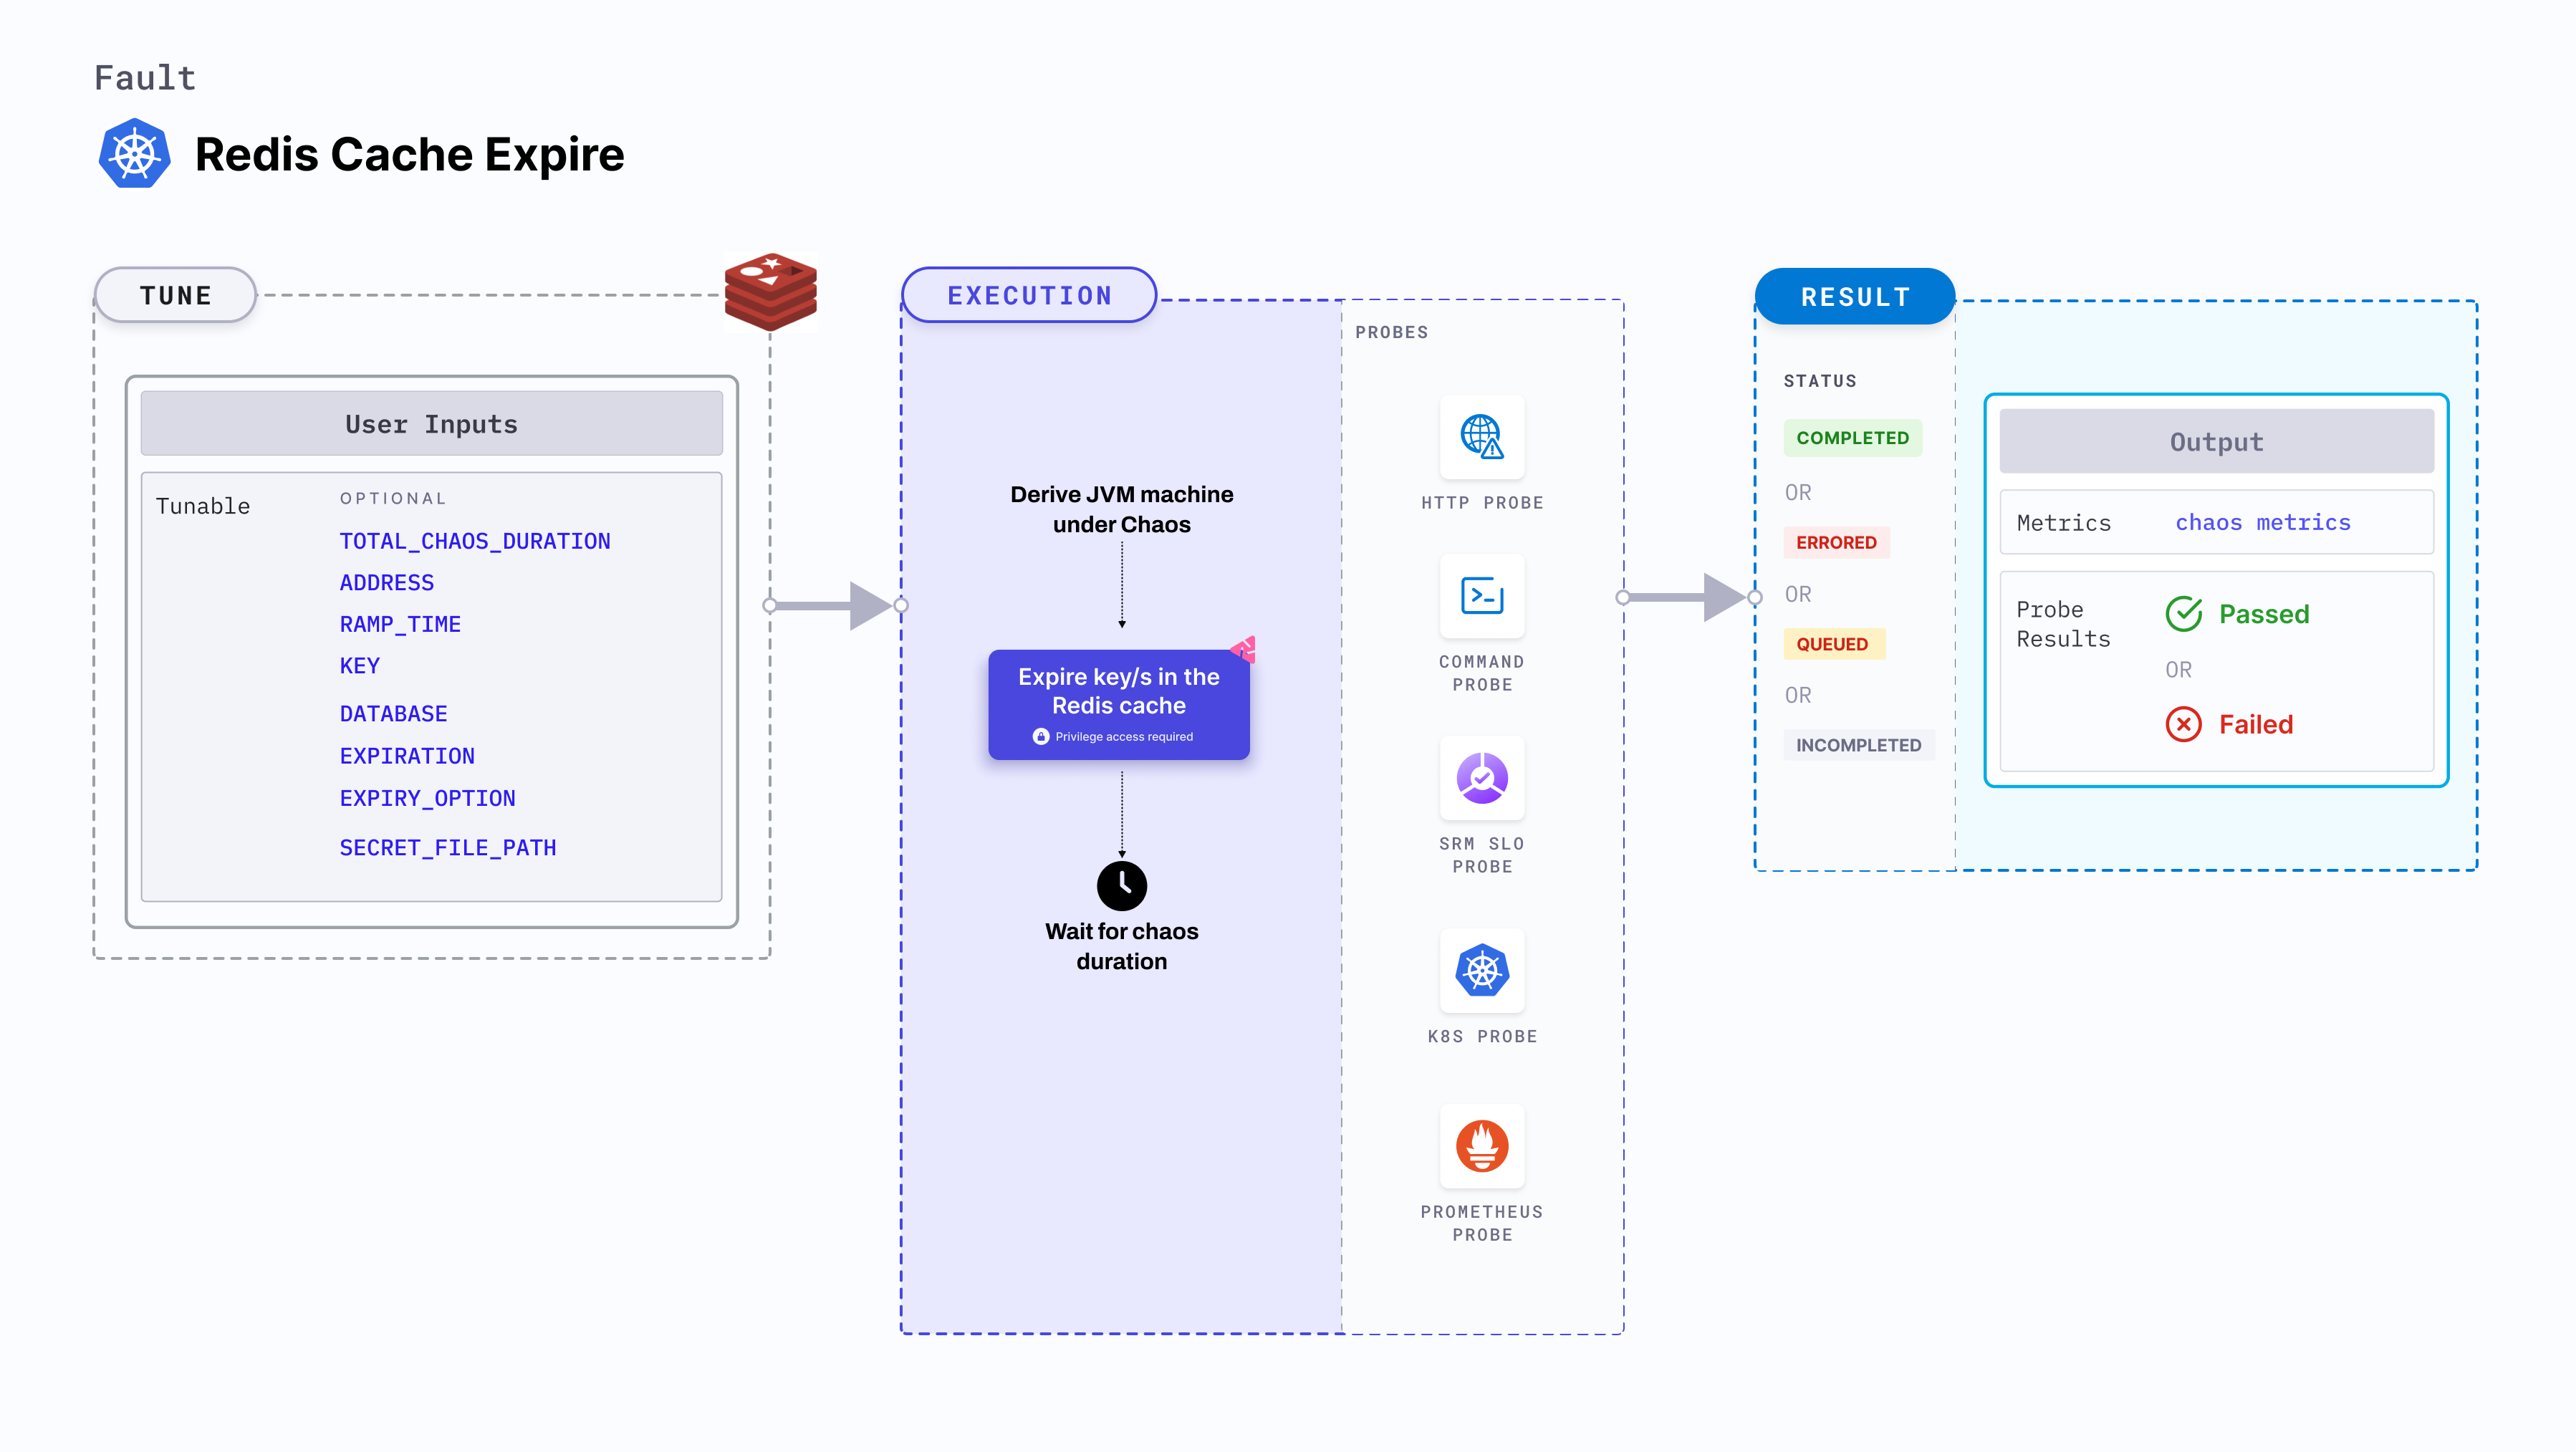 Fault
Redis Cache Expire
TUNE
User Inputs
Tunable
OPTIONAL
TOTAL_CHAOS_DURATION
ADDRESS
RAMP_TIME
KEY
DATABASE
EXPIRATION
EXPIRY_OPTION
SECRET_FILE_PATH
EXECUTION
Derive JVM machine
under Chaos
Expire key/s in the
Redis cache
Privilege access required
Wait for chaos
duration
PROBES
HTTP PROBE
COMMAND
PROBE
SRM SLO
PROBE
K8S PROBE
PROMETHEUS
PROBE
RESULT
STATUS
COMPLETED
OR
ERRORED
OR
QUEUED
OR
INCOMPLETED
Output
Metrics
chaos metrics
Probe
Results
Passed
OR
Failed